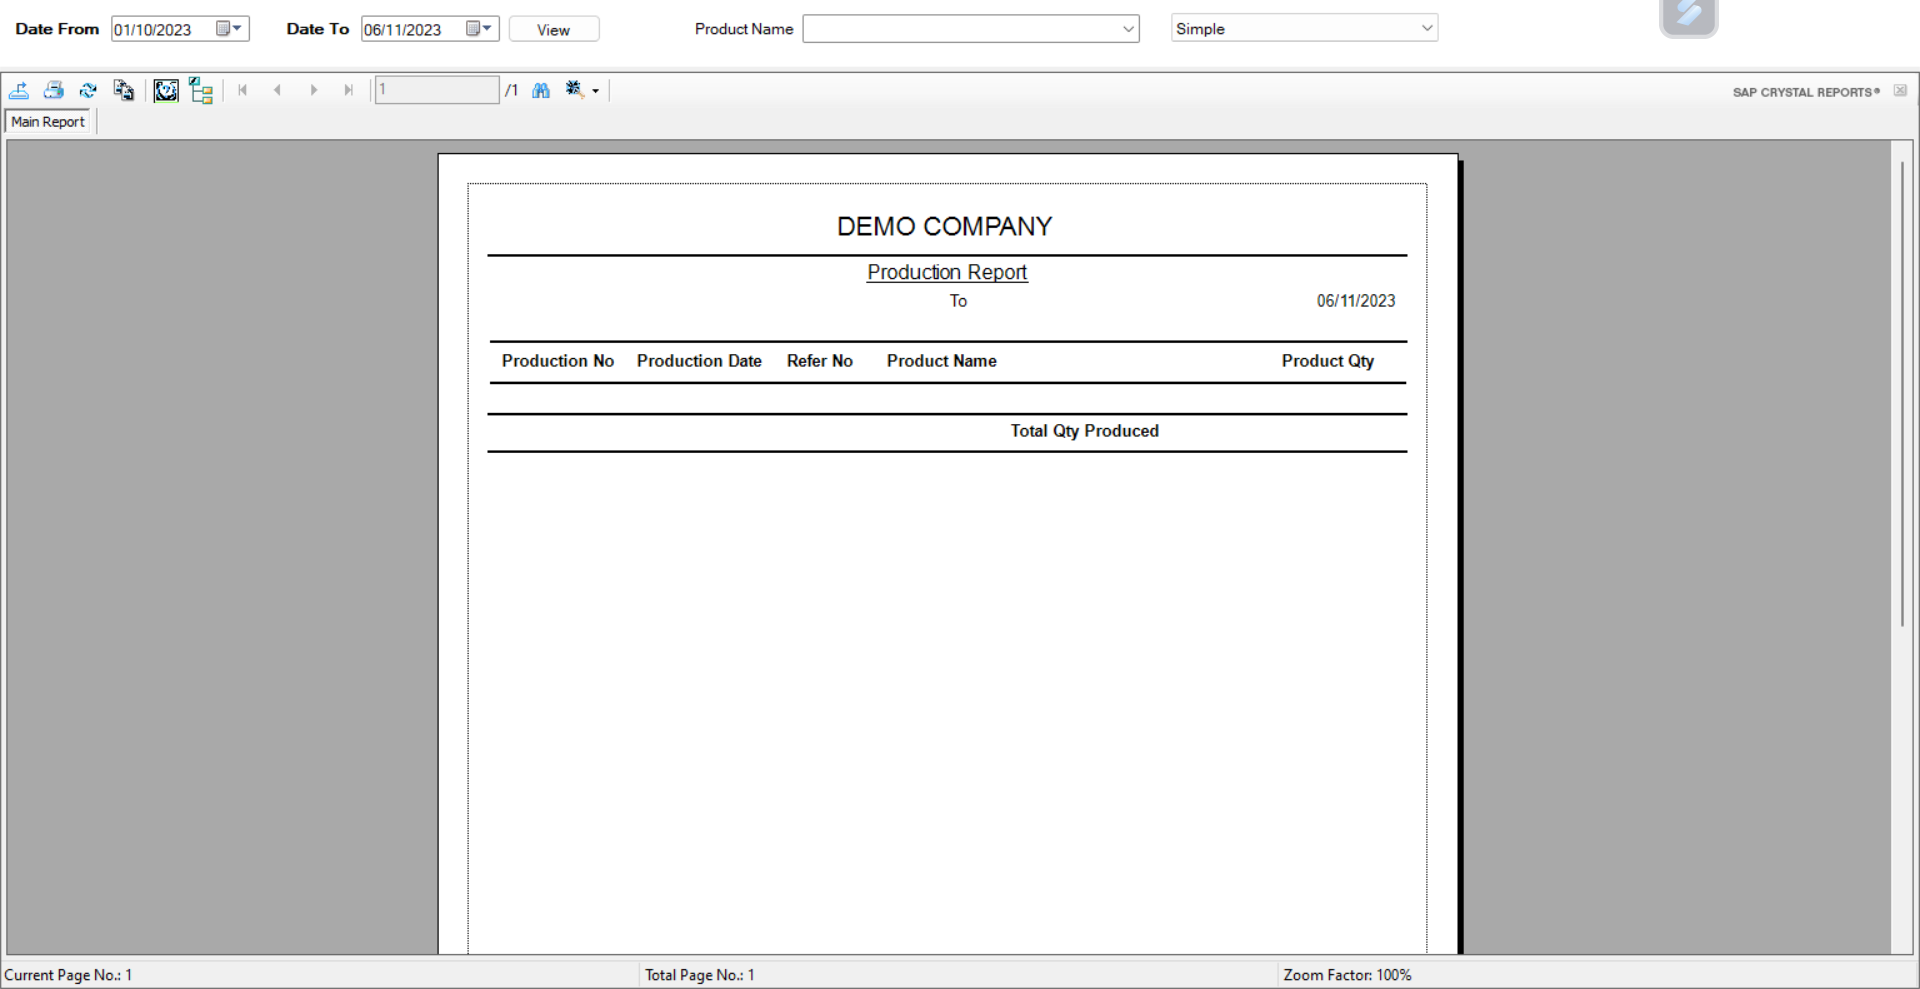 Date From 01/10/2023 Date To 06/11/2023 View Product Name Simple
1 /1 SAP CRYSTAL REPORTS®
Main Report
DEMO COMPANY
Production Report
To 06/11/2023
Production No Production Date Refer No Product Name Product Qty
Total Qty Produced
Current Page No.: 1 Total Page No.: 1 Zoom Factor: 100%